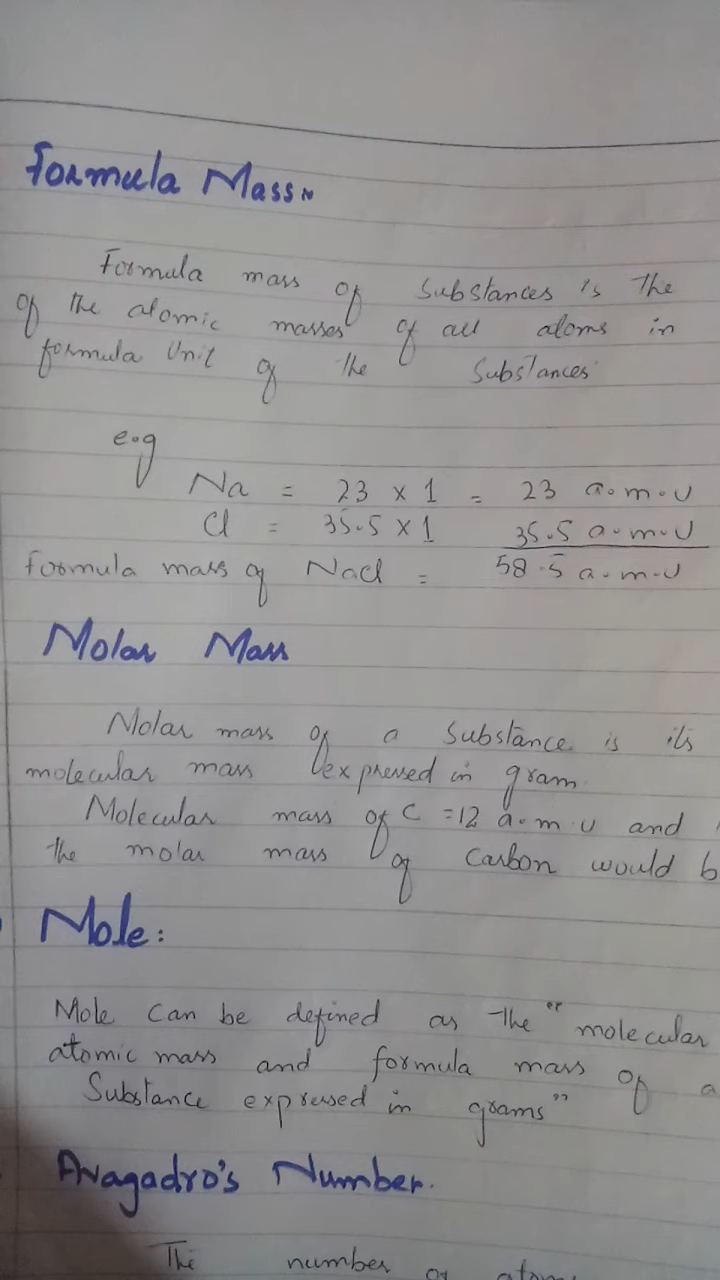 Formula Mass
Formula mass of Substances is The
of the atomic masses of all atoms in
formula Unit of the Substances
e.g
Na = 23 x 1 = 23 a.m.u
Cl = 35.5 x 1 35.5 a.m.u
formula mass of NaCl = 58.5 a.m.u
Molar Mass
Molar mass of a Substance is its
molecular mass expressed in gram.
Molecular mass of C =12 a.m.u and
the molar mass of Carbon would b
Mole:
Mole Can be defined as The "molecular
atomic mass and formula mass of a
Substance expressed in grams"
Avagadro's Number.
The number of atoms